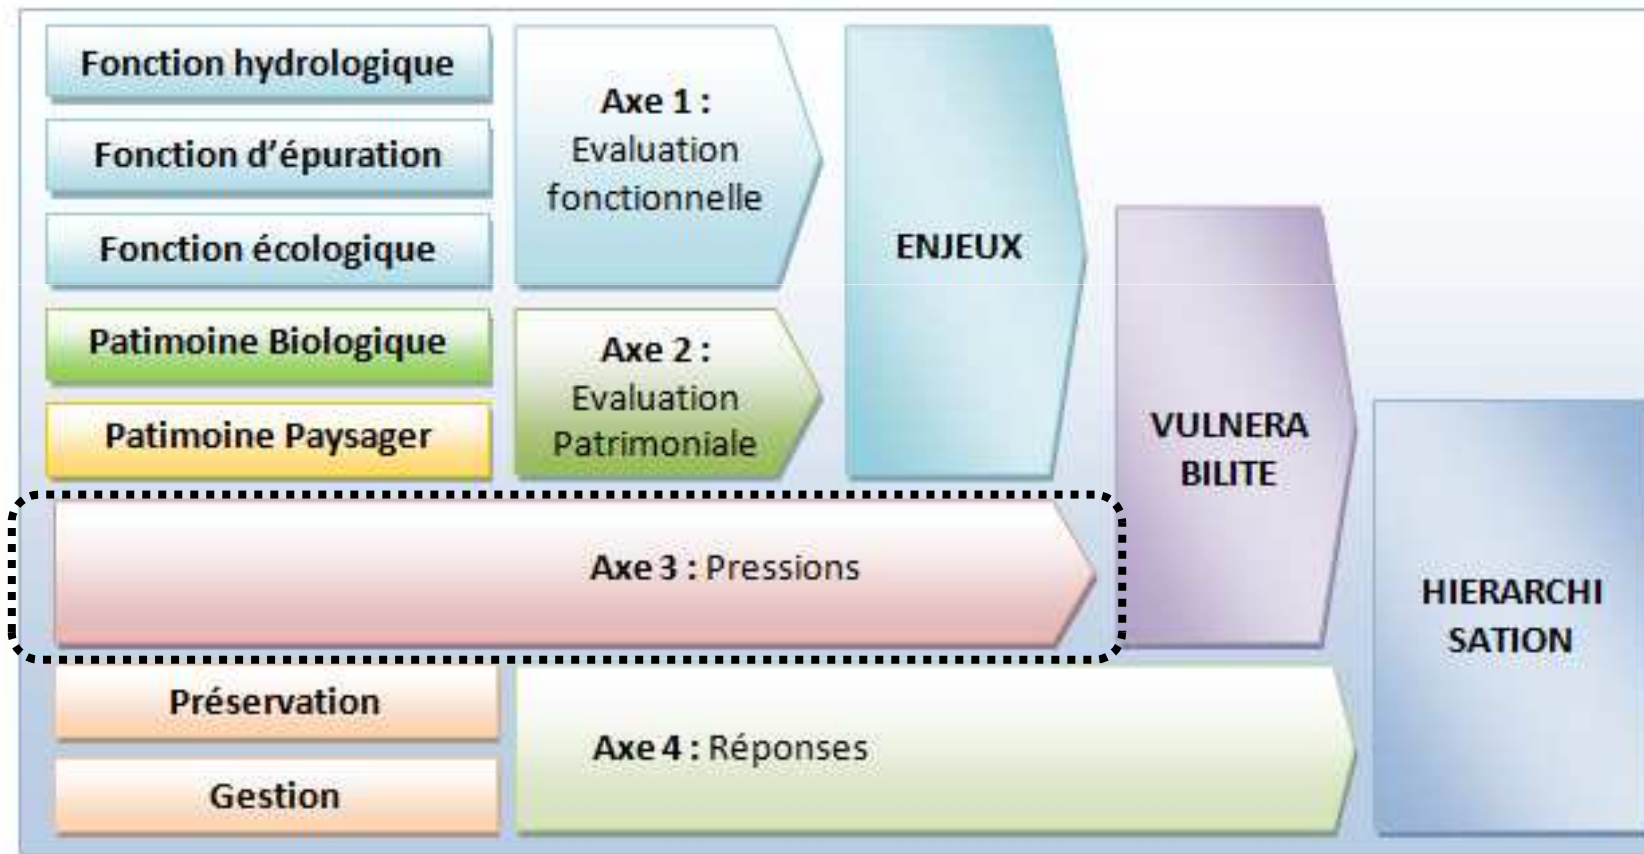 Fonction hydrologique
Fonction d'épuration
Fonction écologique
Patimoine Biologique
Patimoine Paysager
Axe 1 :
Evaluation
fonctionnelle
Axe 2 :
Evaluation
Patrimoniale
ENJEUX
Axe 3 : Pressions
VULNERA
BILITE
Préservation
Gestion
Axe 4 : Réponses
HIERARCHI
SATION